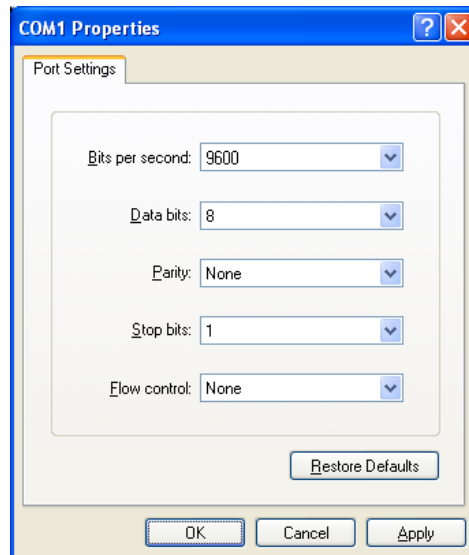 COM1 Properties
Port Settings
Bits per second: 9600
Data bits: 8
Parity: None
Stop bits: 1
Flow control: None
Restore Defaults
OK Cancel Apply